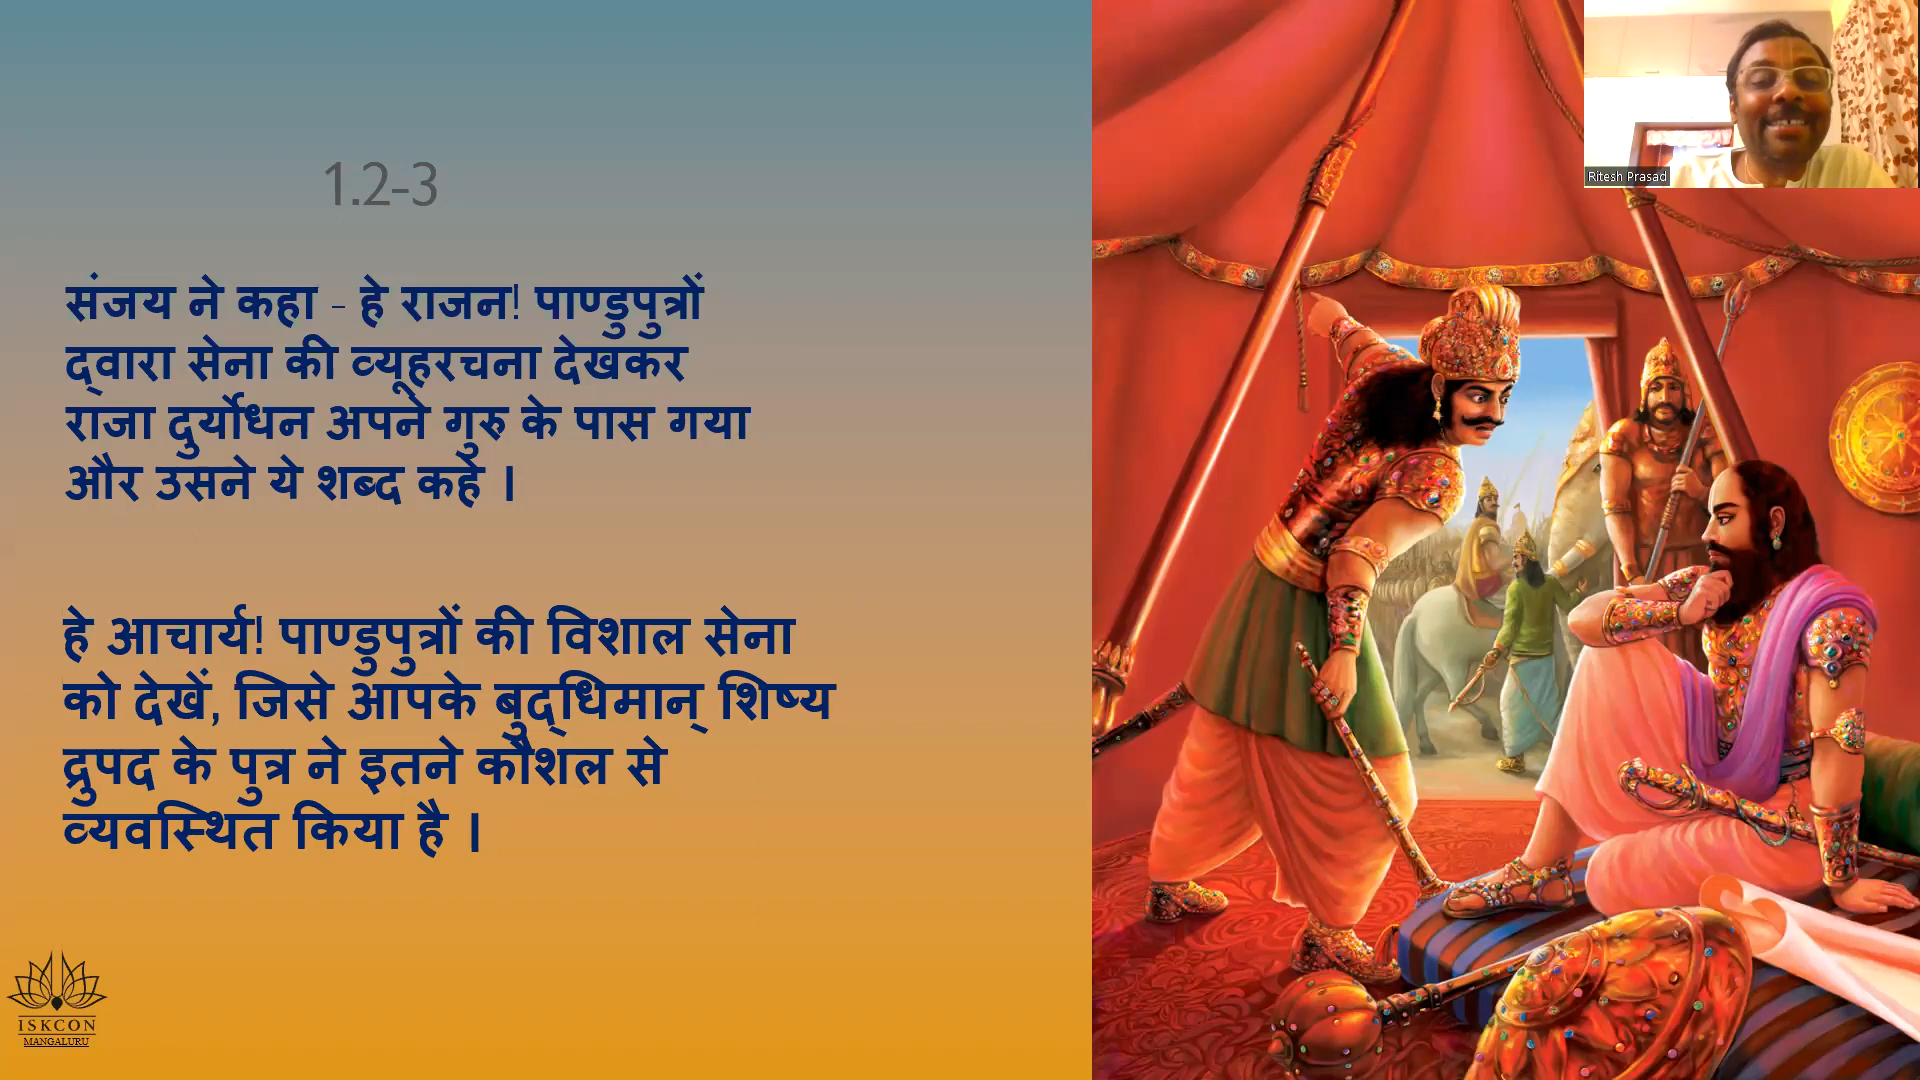 1.2-3
संजय ने कहा - हे राजन! पाण्डुपुत्रों
द्वारा सेना की व्यूहरचना देखकर
राजा दुर्योधन अपने गुरु के पास गया
और उसने ये शब्द कहे ।
हे आचार्य! पाण्डुपुत्रों की विशाल सेना
को देखें, जिसे आपके बुद्धिमान् शिष्य
द्रुपद के पुत्र ने इतने कौशल से
व्यवस्थित किया है ।
ISKCON
MANGALURU
Ritesh Prasad